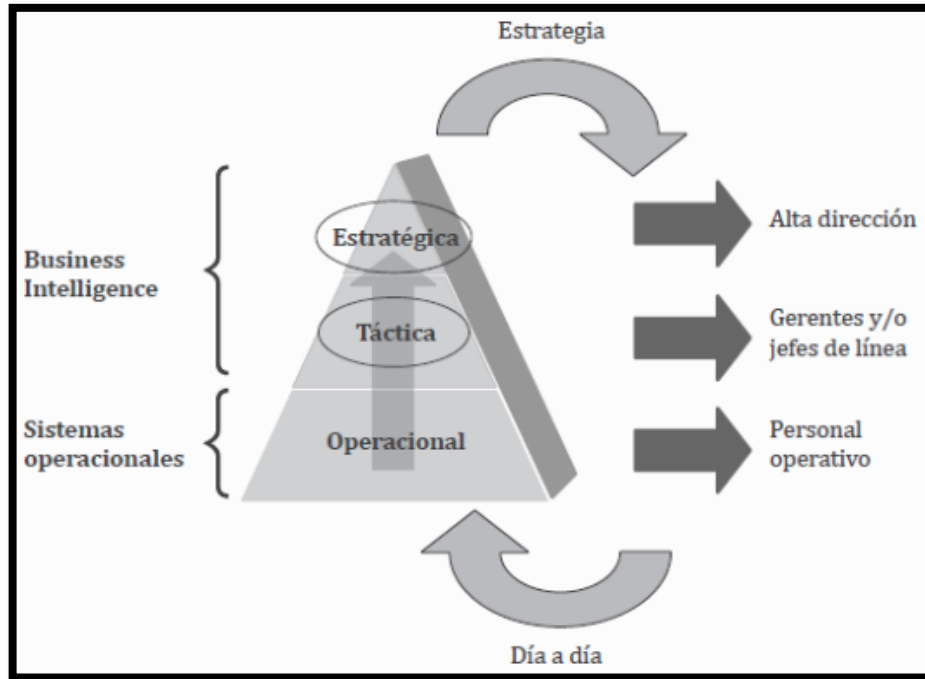 Estrategia
Business
Intelligence
Estratégica
Alta dirección
Táctica
Gerentes y/o
jefes de línea
Sistemas
operacionales
Operacional
Personal
operativo
Día a día